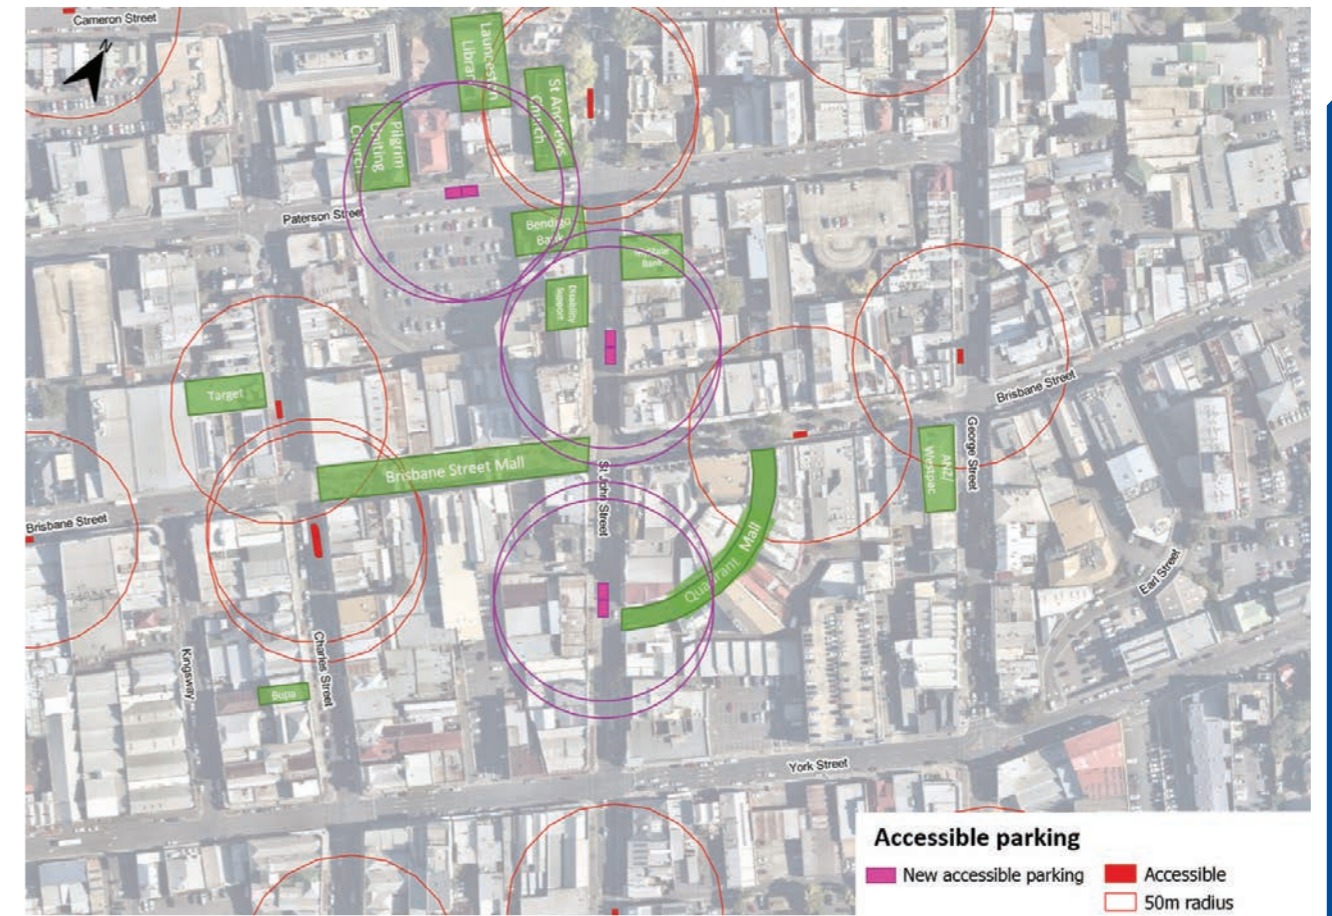 Cameron Street
N
Launceston
Library
St Andrews
Church
Pilgrim
Uniting
Church
Paterson Street
Bendigo
Bank
Bank
Disability
Support
Target
Brisbane Street
Brisbane Street Mall
St John Street
George Street
ANZ/
Westpac
Brisbane Street
Quadrant Mall
Earl Street
Kingsway
Charles Street
Bupa
York Street
Accessible parking
New accessible parking
Accessible
50m radius